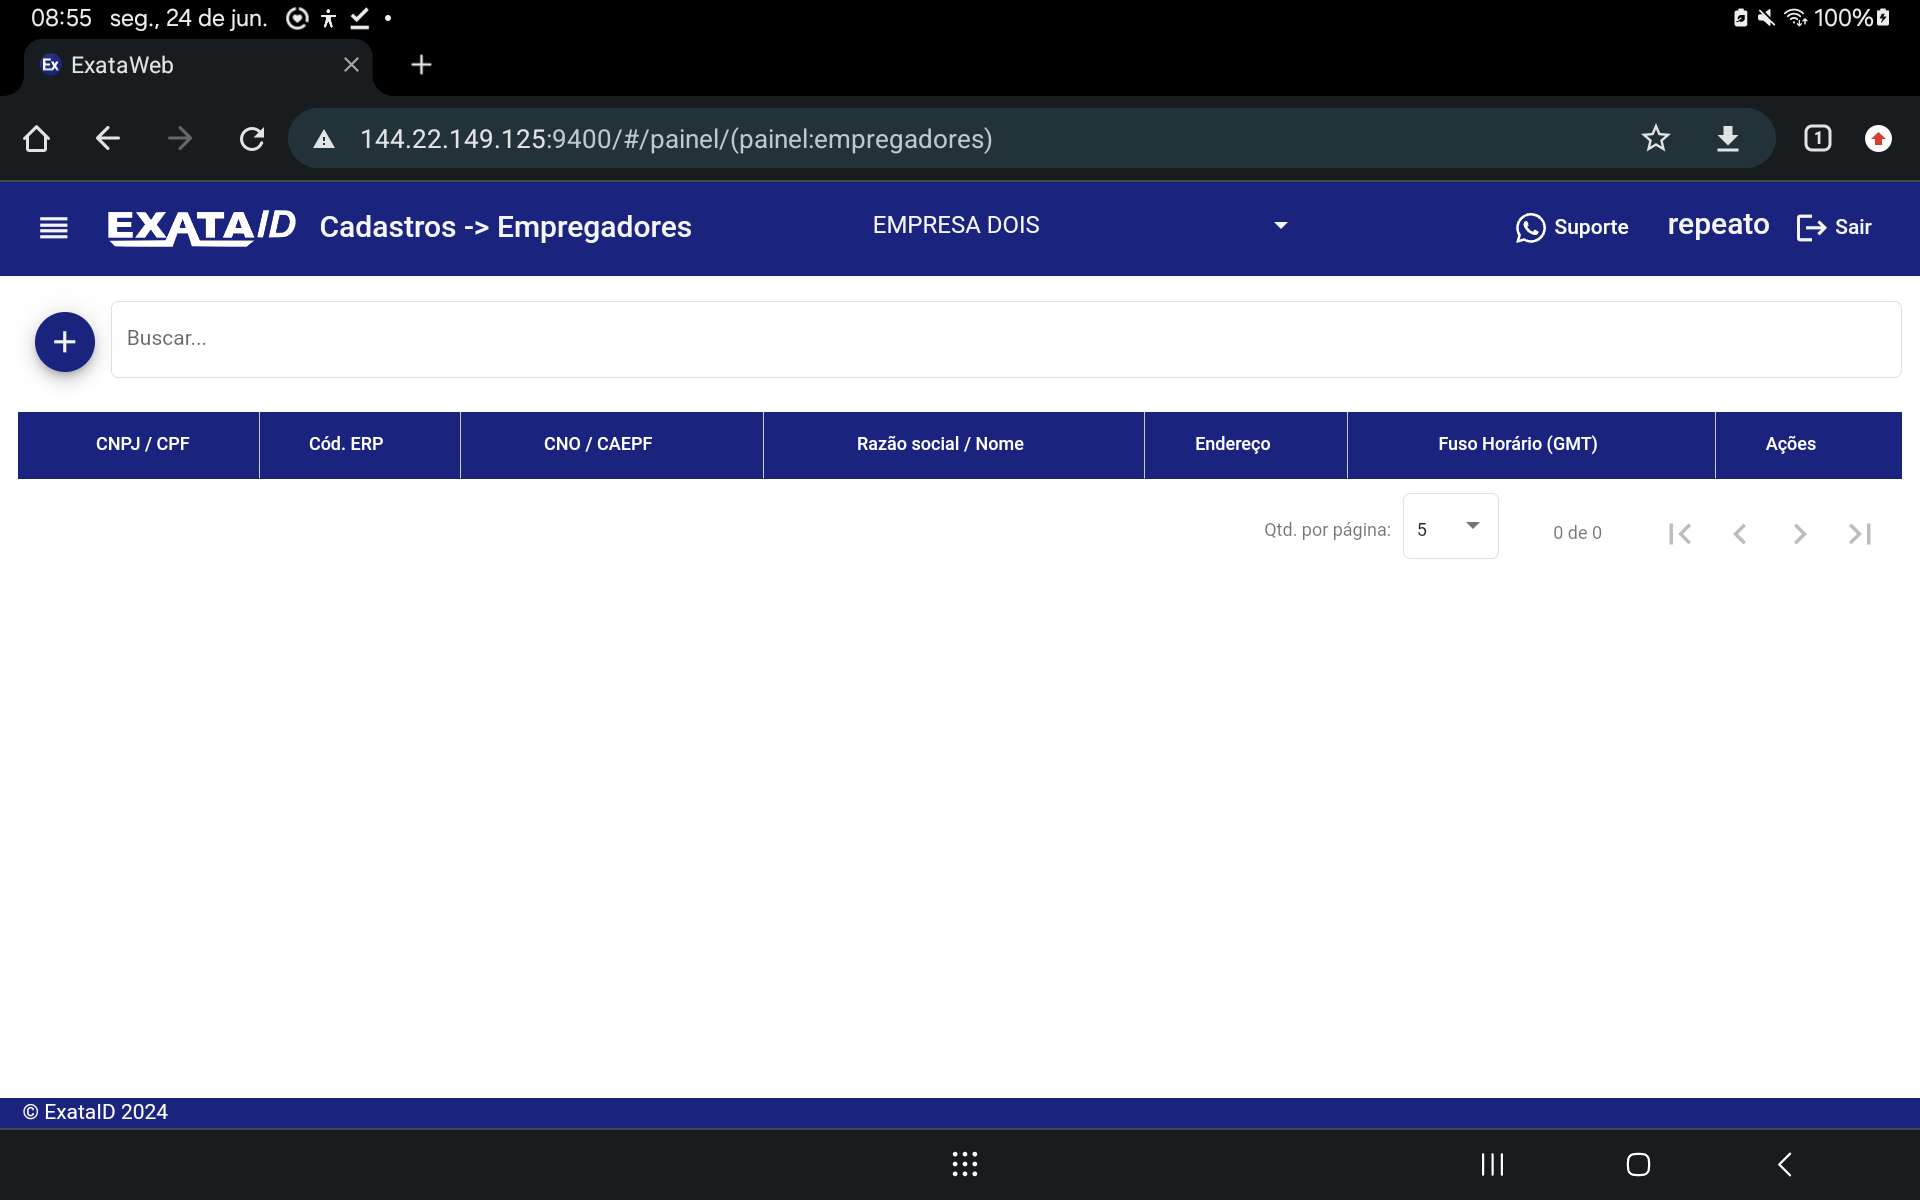 08:55 seg., 24 de jun. 100%
Ex ExataWeb
144.22.149.125:9400/#/painel/(painel:empregadores) 1
EXATAID Cadastros -> Empregadores EMPRESA DOIS Suporte repeato Sair
Buscar...
CNPJ / CPF Cód. ERP CNO / CAEPF Razão social / Nome Endereço Fuso Horário (GMT) Ações
Qtd. por página: 5 0 de 0
© ExataID 2024